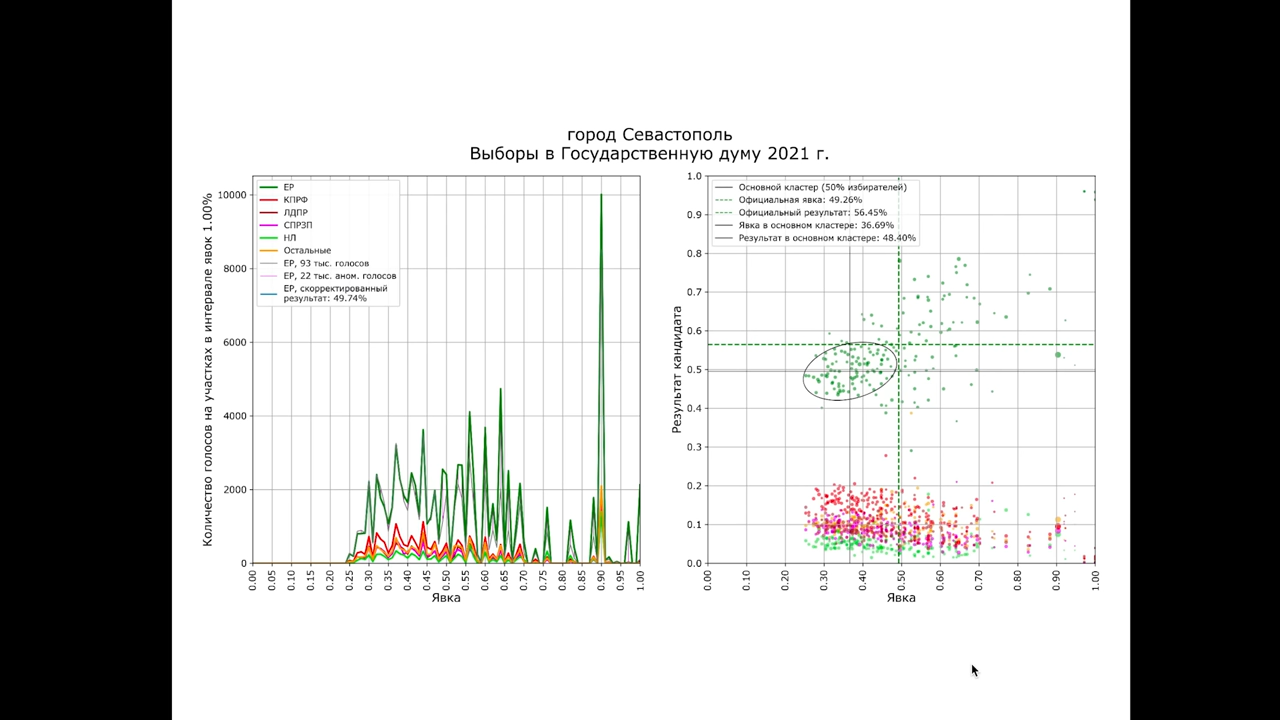 город Севастополь
Выборы в Государственную думу 2021 г.
Количество голосов на участках в интервале явок 1.00%
10000
8000
6000
4000
2000
0
ЕР
КПРФ
ЛДПР
СПРЗП
НЛ
Остальные
ЕР, 93 тыс. голосов
ЕР, 22 тыс. аном. голосов
ЕР, скорректированный
результат: 49.74%
0.00 0.05 0.10 0.15 0.20 0.25 0.30 0.35 0.40 0.45 0.50 0.55 0.60 0.65 0.70 0.75 0.80 0.85 0.90 0.95 1.00
Явка
Результат кандидата
1.0
0.9
0.8
0.7
0.6
0.5
0.4
0.3
0.2
0.1
0.0
Основной кластер (50% избирателей)
Официальная явка: 49.26%
Официальный результат: 56.45%
Явка в основном кластере: 36.69%
Результат в основном кластере: 48.40%
0.00 0.10 0.20 0.30 0.40 0.50 0.60 0.70 0.80 0.90 1.00
Явка